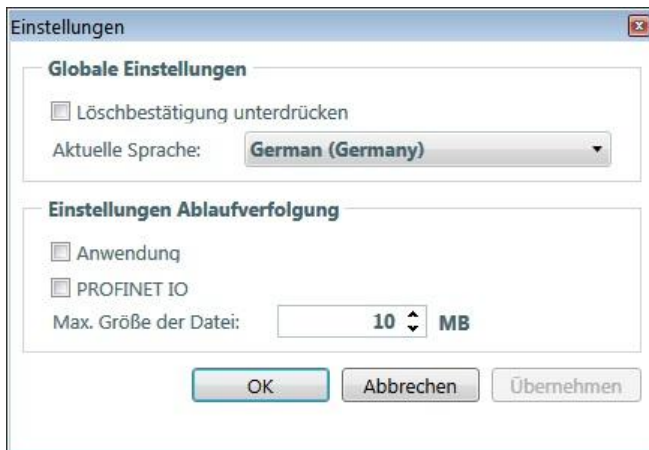 Einstellungen
Globale Einstellungen
Löschbestätigung unterdrücken
Aktuelle Sprache: German (Germany)
Einstellungen Ablaufverfolgung
Anwendung
PROFINET IO
Max. Größe der Datei: 10 MB
OK Abbrechen Übernehmen